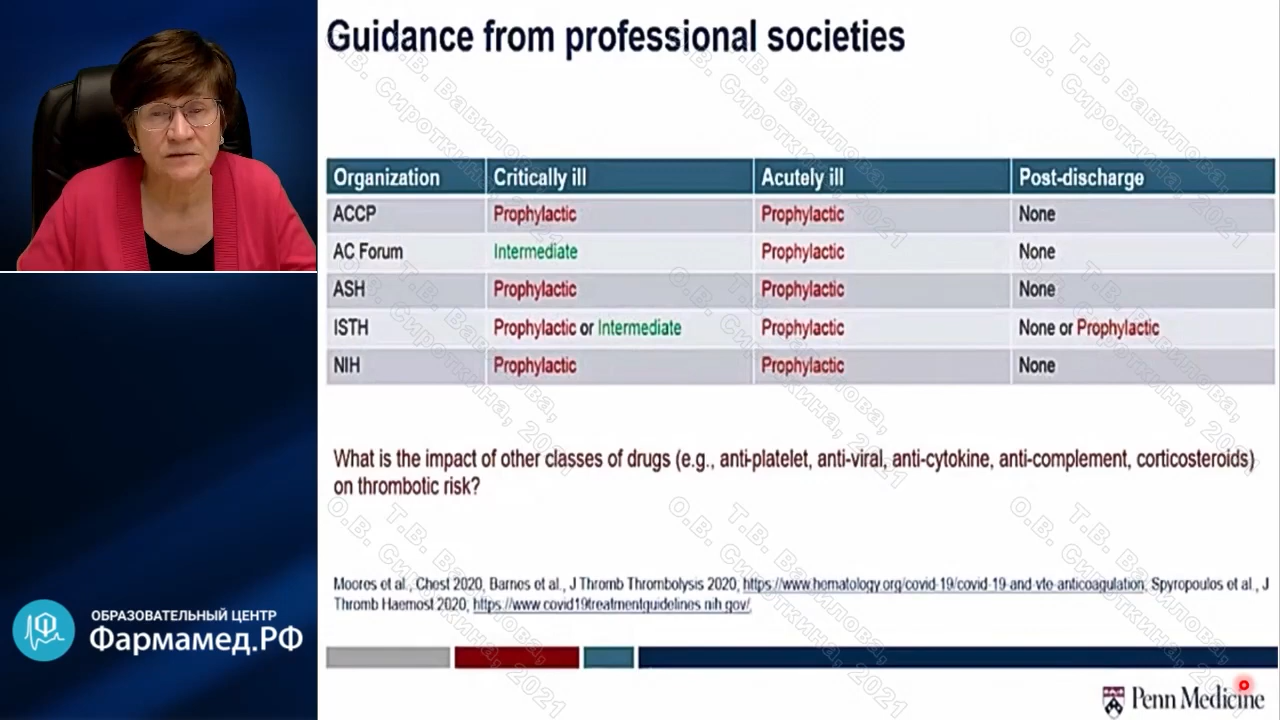 Guidance from professional societies
Organization Critically ill Acutely ill Post-discharge
ACCP Prophylactic Prophylactic None
AC Forum Intermediate Prophylactic None
ASH Prophylactic Prophylactic None
ISTH Prophylactic or Intermediate Prophylactic None or Prophylactic
NIH Prophylactic Prophylactic None
What is the impact of other classes of drugs (e.g., anti-platelet, anti-viral, anti-cytokine, anti-complement, corticosteroids)
on thrombotic risk?
Moores et al., Chest 2020, Barnes et al., J Thromb Thrombolysis 2020, https://www.hematology.org/covid-19/covid-19-and-vte-anticoagulation, Spyropoulos et al., J
Thromb Haemost 2020, https://www.covid19treatmentguidelines.nih.gov/.
ОБРАЗОВАТЕЛЬНЫЙ ЦЕНТР
Фармамед.РФ
Penn Medicine
Т.В. Вавилова,
О.В. Сироткина, 2021